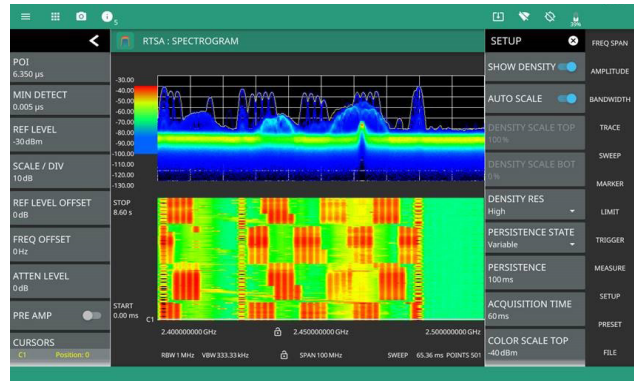 5
39%
RTSA : SPECTROGRAM
POI
6.350 µs
MIN DETECT
0.005 µs
REF LEVEL
-30 dBm
SCALE / DIV
10 dB
REF LEVEL OFFSET
0 dB
FREQ OFFSET
0 Hz
ATTEN LEVEL
0 dB
PRE AMP
CURSORS
C1 Position: 0
-30.00
-40.00
-50.00
-60.00
-70.00
-80.00
-90.00
-100.00
-110.00
-120.00
-130.00
STOP
8.60 s
START
0.00 ms
C1
2.400000000 GHz 2.450000000 GHz 2.500000000 GHz
RBW 1 MHz VBW 333.33 kHz SPAN 100 MHz SWEEP 65.36 ms POINTS 501
SETUP
SHOW DENSITY
AUTO SCALE
DENSITY SCALE TOP
100 %
DENSITY SCALE BOT
0 %
DENSITY RES
High
PERSISTENCE STATE
Variable
PERSISTENCE
100 ms
ACQUISITION TIME
60 ms
COLOR SCALE TOP
-40 dBm
FREQ SPAN
AMPLITUDE
BANDWIDTH
TRACE
SWEEP
MARKER
LIMIT
TRIGGER
MEASURE
SETUP
PRESET
FILE